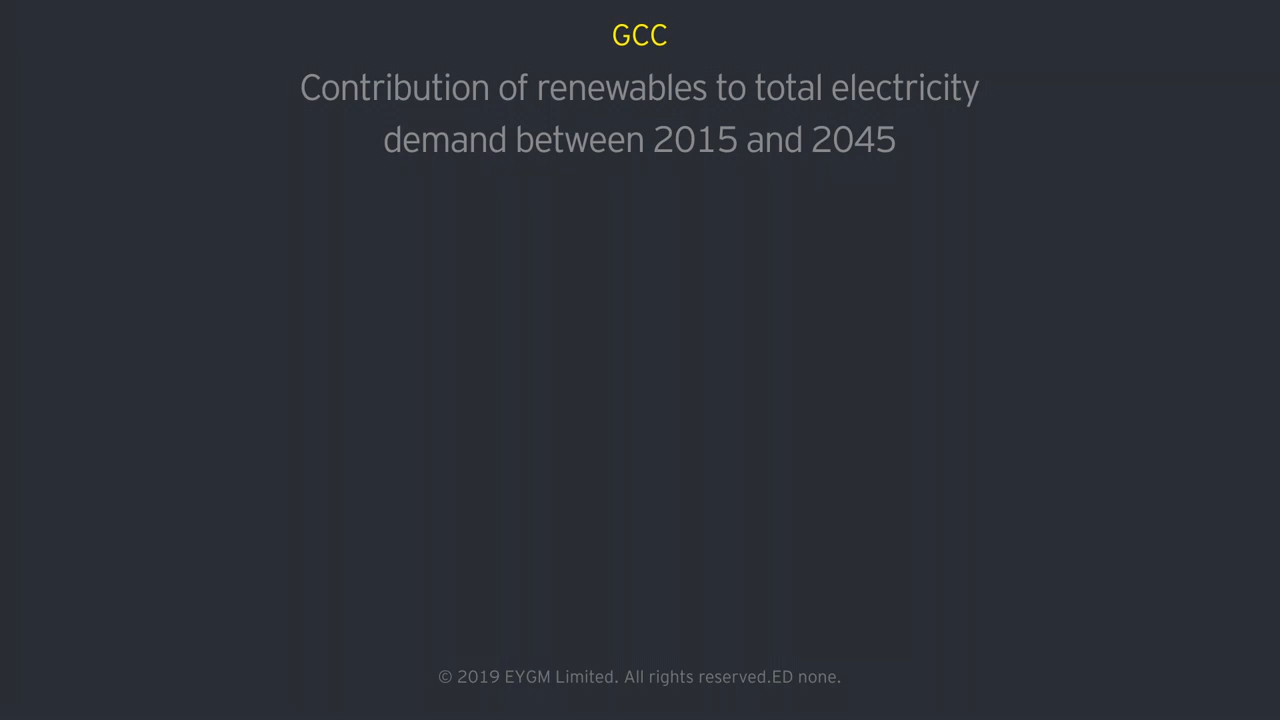 GCC
Contribution of renewables to total electricity
demand between 2015 and 2045
© 2019 EYGM Limited. All rights reserved.ED none.